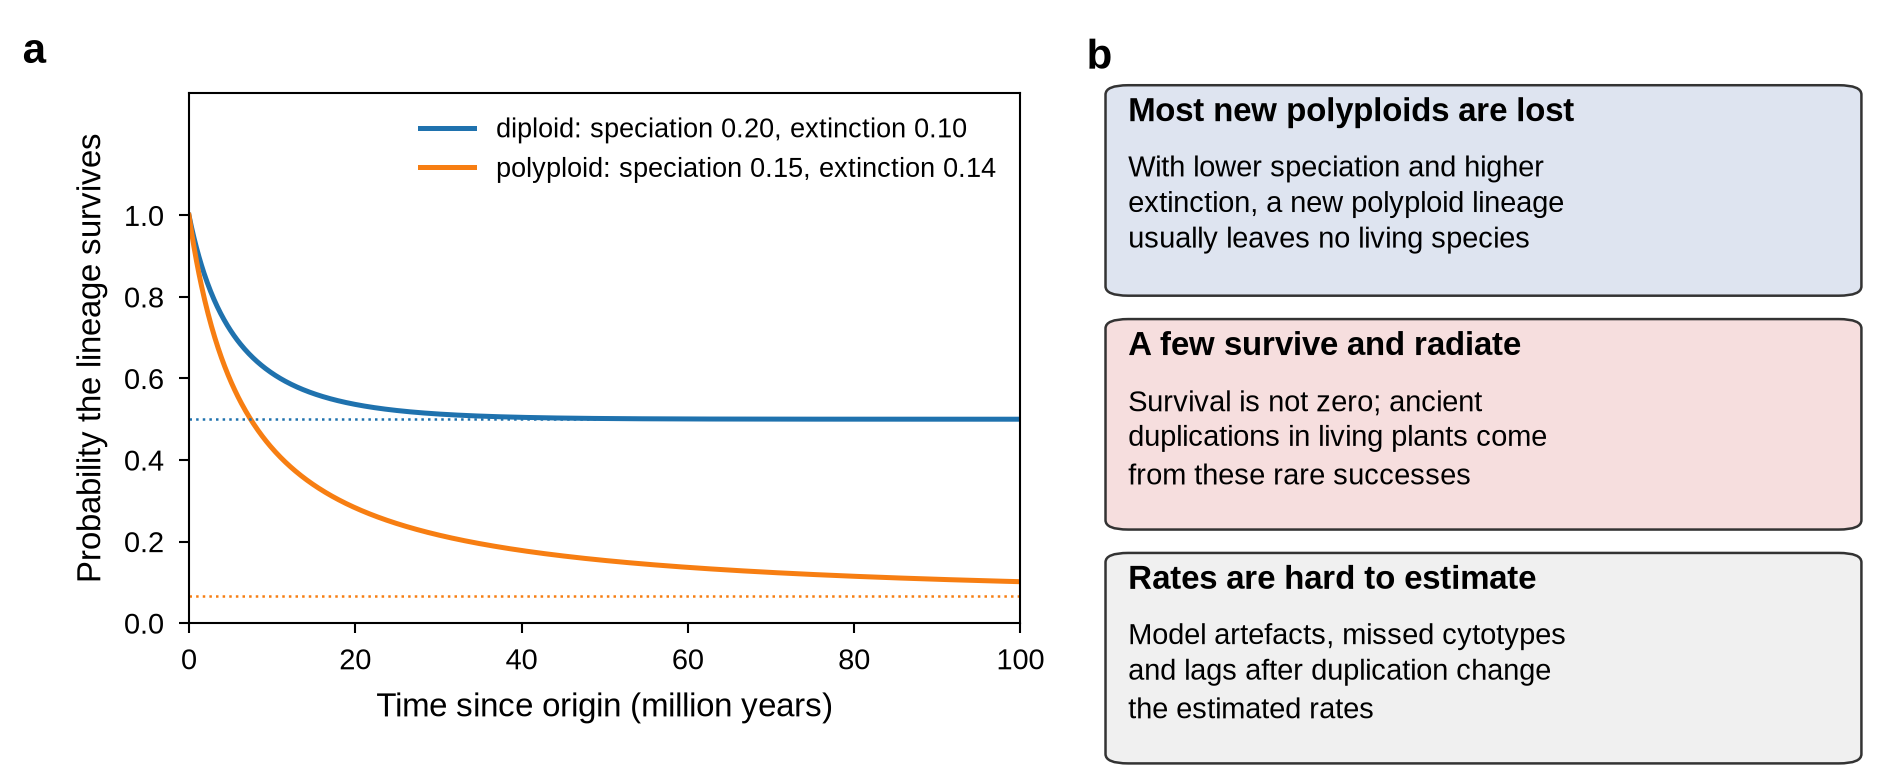 a
diploid: speciation 0.20, extinction 0.10
polyploid: speciation 0.15, extinction 0.14
Probability the lineage survives
1.0
0.8
0.6
0.4
0.2
0.0
0 20 40 60 80 100
Time since origin (million years)
b
Most new polyploids are lost
With lower speciation and higher
extinction, a new polyploid lineage
usually leaves no living species
A few survive and radiate
Survival is not zero; ancient
duplications in living plants come
from these rare successes
Rates are hard to estimate
Model artefacts, missed cytotypes
and lags after duplication change
the estimated rates